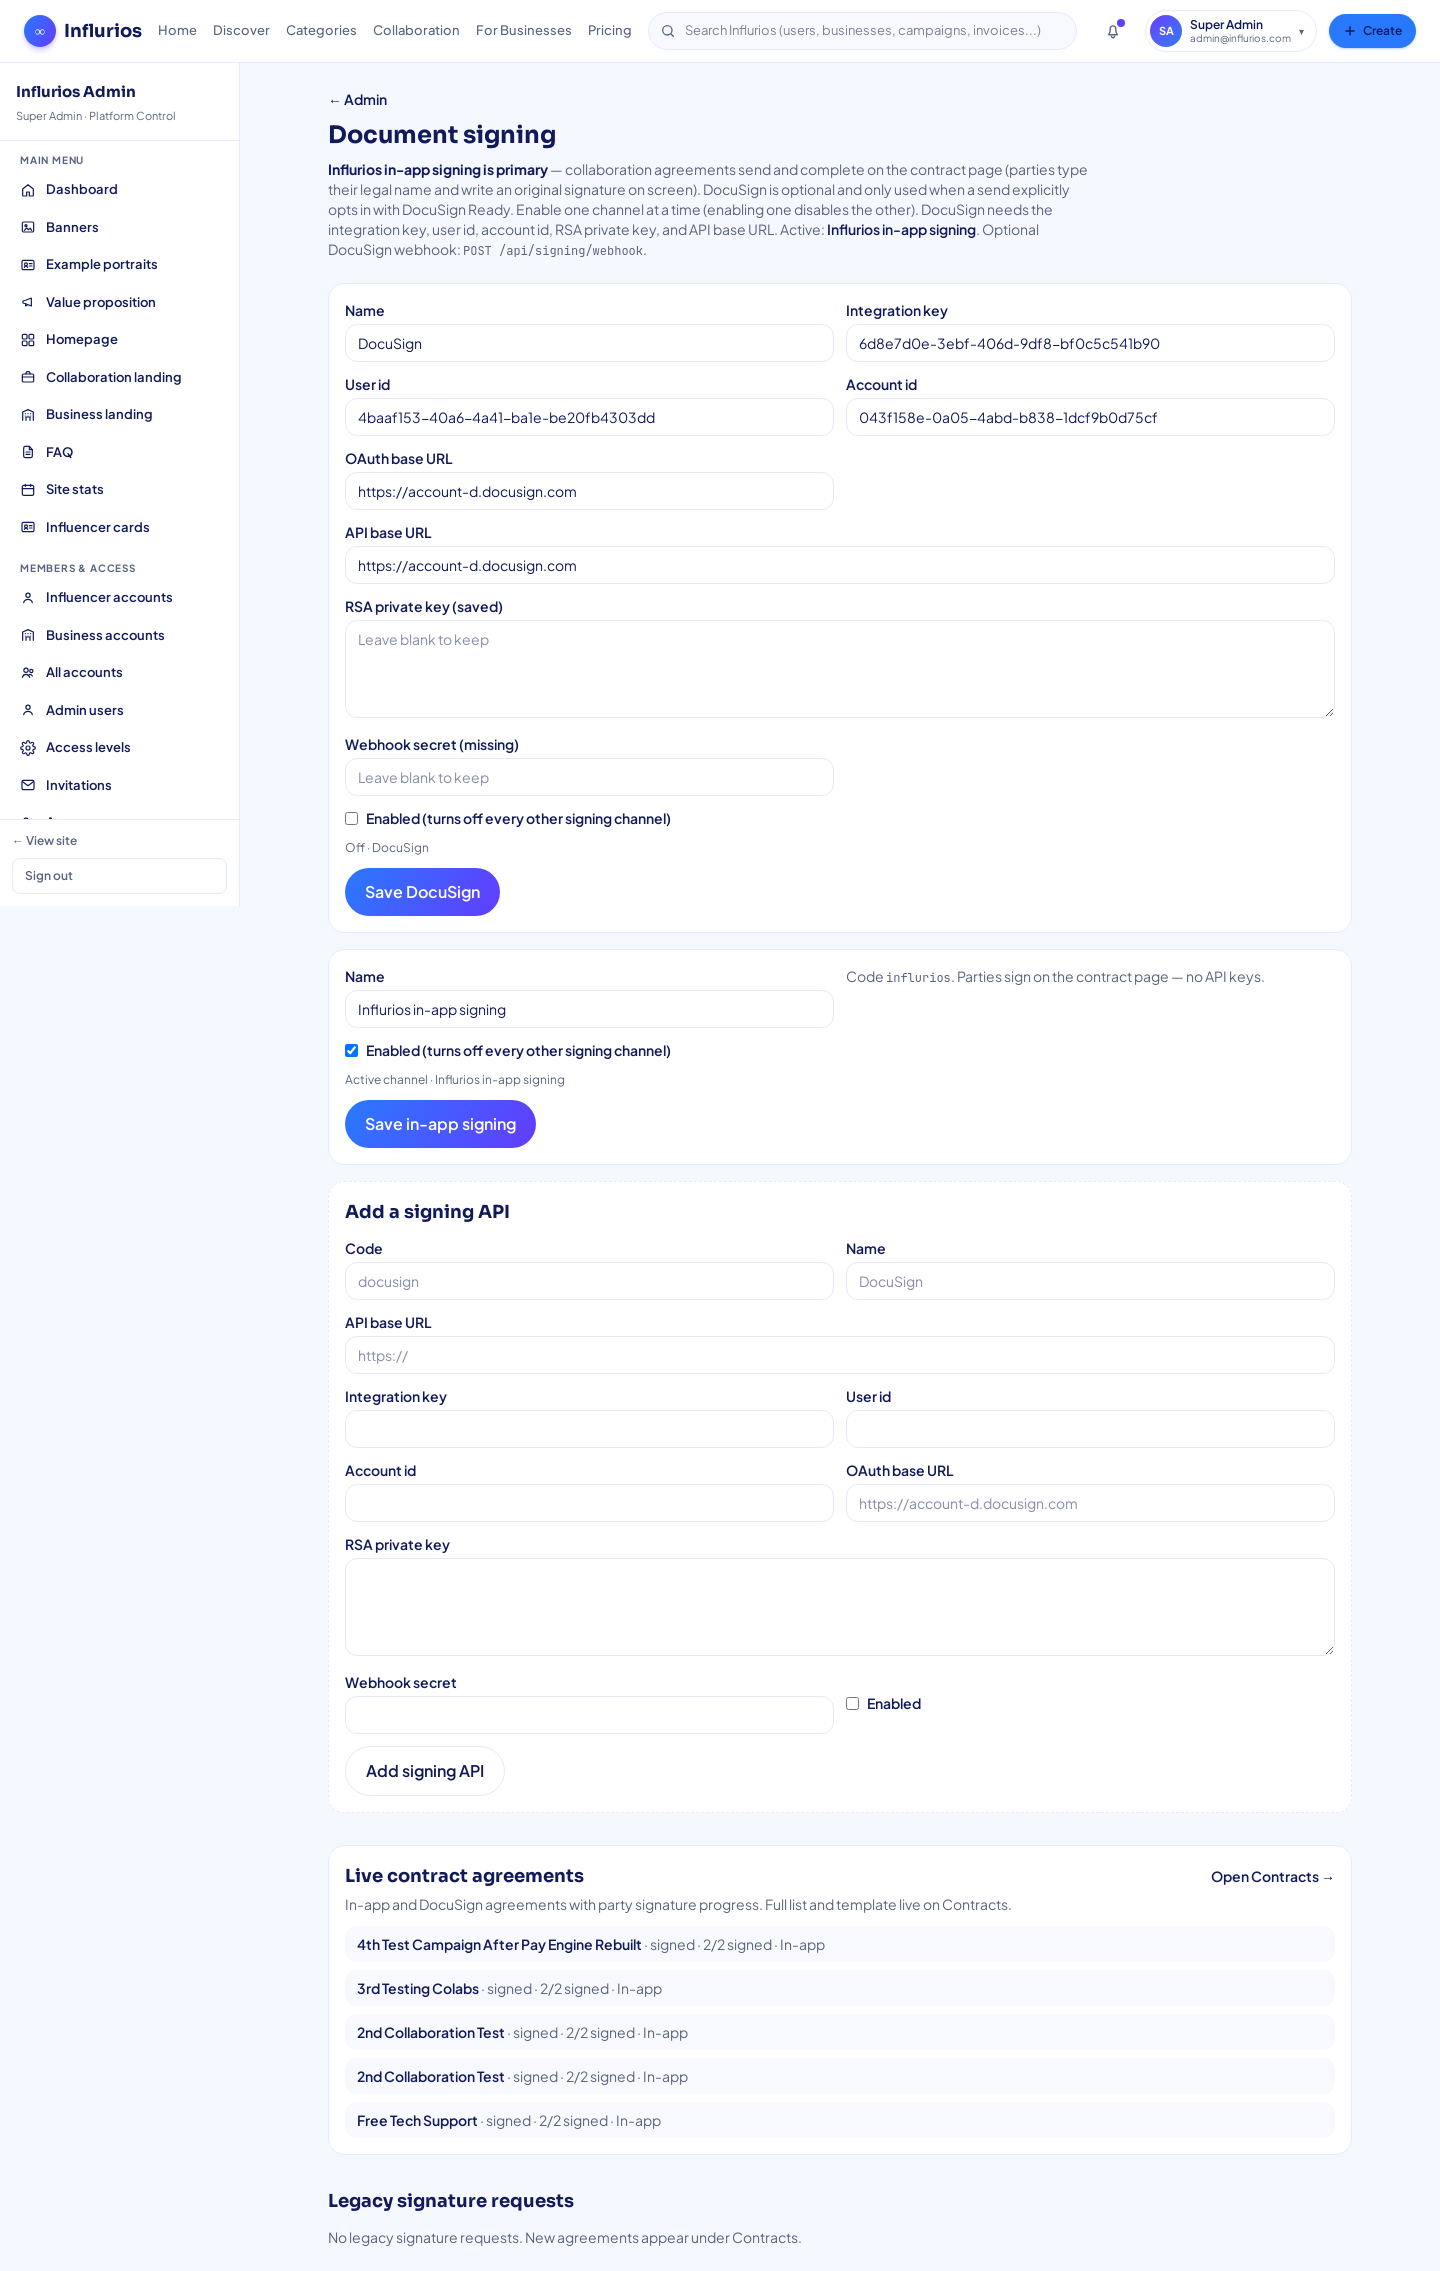 ∞ Influrios Home Discover Categories Collaboration For Businesses Pricing Search Influrios (users, businesses, campaigns, invoices...) SA Super Admin ▾ + Create
admin@influrios.com
Influrios Admin
Super Admin · Platform Control
MAIN MENU
Dashboard
Banners
Example portraits
Value proposition
Homepage
Collaboration landing
Business landing
FAQ
Site stats
Influencer cards
MEMBERS & ACCESS
Influencer accounts
Business accounts
All accounts
Admin users
Access levels
Invitations
← View site
Sign out
← Admin
Document signing
Influrios in-app signing is primary — collaboration agreements send and complete on the contract page (parties type
their legal name and write an original signature on screen). DocuSign is optional and only used when a send explicitly
opts in with DocuSign Ready. Enable one channel at a time (enabling one disables the other). DocuSign needs the
integration key, user id, account id, RSA private key, and API base URL. Active: Influrios in-app signing. Optional
DocuSign webhook: POST /api/signing/webhook.
Name Integration key
DocuSign 6d8e7d0e-3ebf-406d-9df8-bf0c5c541b90
User id Account id
4baaf153-40a6-4a41-ba1e-be20fb4303dd 043f158e-0a05-4abd-b838-1dcf9b0d75cf
OAuth base URL
https://account-d.docusign.com
API base URL
https://account-d.docusign.com
RSA private key (saved)
Leave blank to keep
Webhook secret (missing)
Leave blank to keep
Enabled (turns off every other signing channel)
Off · DocuSign
Save DocuSign
Name Code influrios. Parties sign on the contract page — no API keys.
Influrios in-app signing
Enabled (turns off every other signing channel)
Active channel · Influrios in-app signing
Save in-app signing
Add a signing API
Code Name
docusign DocuSign
API base URL
https://
Integration key User id
Account id OAuth base URL
https://account-d.docusign.com
RSA private key
Webhook secret
Enabled
Add signing API
Live contract agreements Open Contracts →
In-app and DocuSign agreements with party signature progress. Full list and template live on Contracts.
4th Test Campaign After Pay Engine Rebuilt · signed · 2/2 signed · In-app
3rd Testing Colabs · signed · 2/2 signed · In-app
2nd Collaboration Test · signed · 2/2 signed · In-app
2nd Collaboration Test · signed · 2/2 signed · In-app
Free Tech Support · signed · 2/2 signed · In-app
Legacy signature requests
No legacy signature requests. New agreements appear under Contracts.